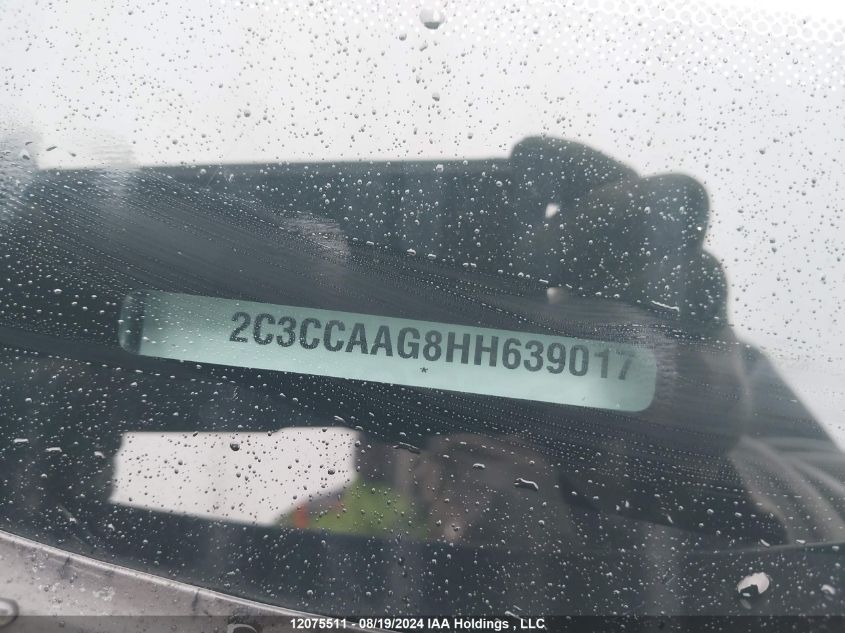 2C3CCAAG8HH639017
*
12075511 - 08/19/2024 IAA Holdings , LLC.